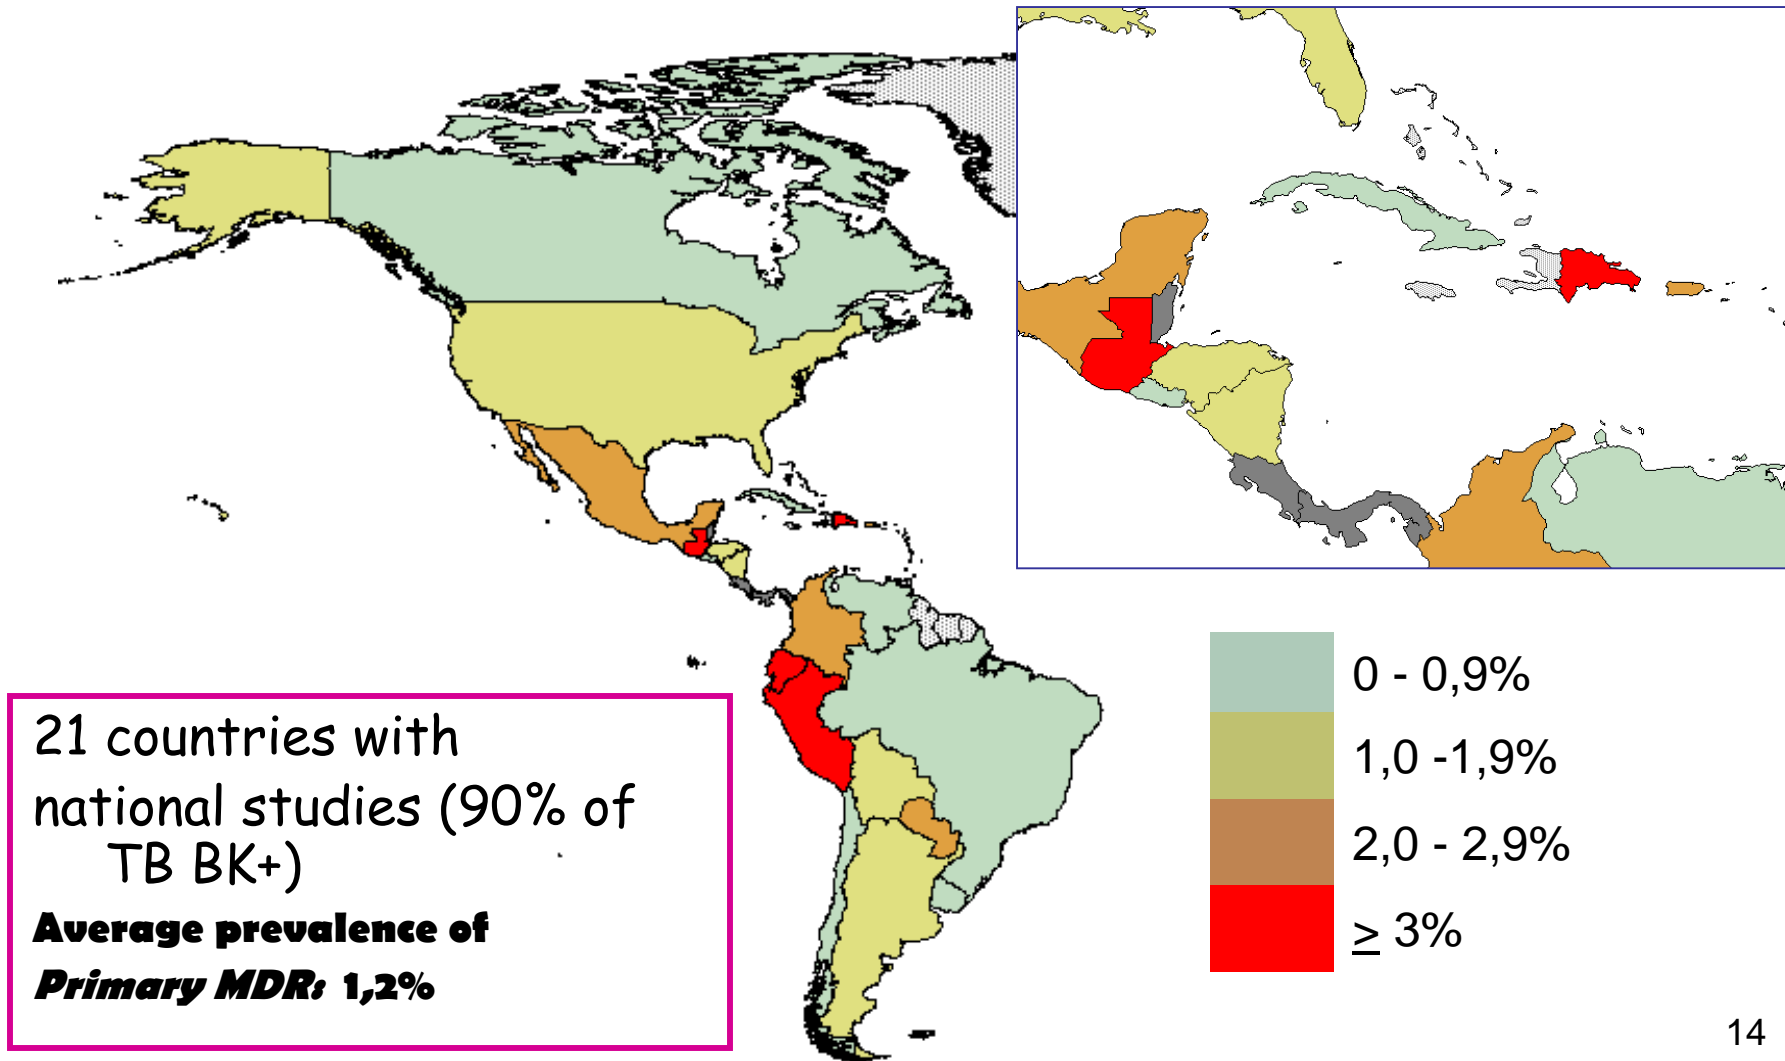 21 countries with
national studies (90% of
TB BK+)
Average prevalence of
Primary MDR: 1,2%
0 - 0,9%
1,0 -1,9%
2,0 - 2,9%
≥ 3%
14